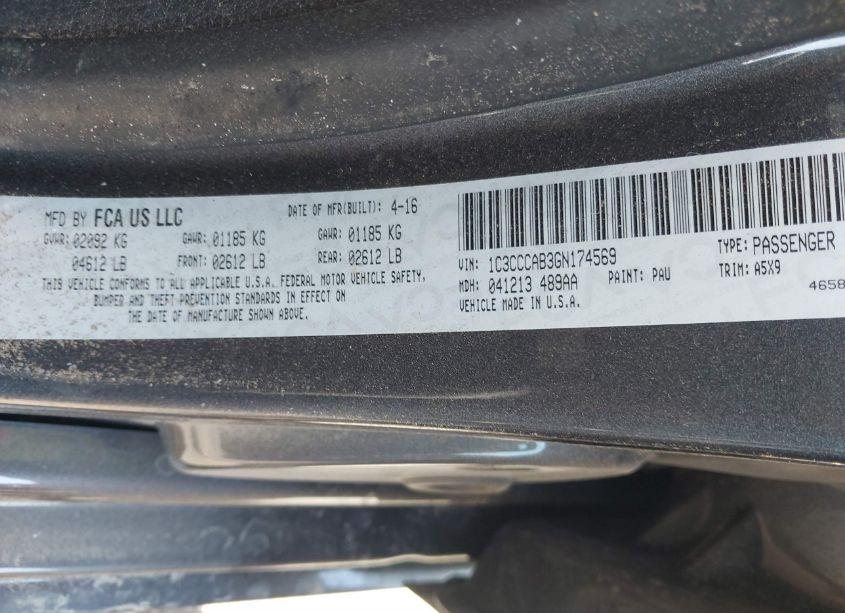 MFD BY FCA US LLC
DATE OF MFR(BUILT): 4-16
GVWR: 02092 KG GAWR: 01185 KG GAWR: 01185 KG
04612 LB FRONT: 02612 LB REAR: 02612 LB
THIS VEHICLE CONFORMS TO ALL APPLICABLE U.S.A. FEDERAL MOTOR VEHICLE SAFETY,
BUMPER AND THEFT PREVENTION STANDARDS IN EFFECT ON
THE DATE OF MANUFACTURE SHOWN ABOVE.
VIN: 1C3CCCAB3GN174569 TYPE: PASSENGER
MDH: 041213 489AA PAINT: PAU TRIM: A5X9
VEHICLE MADE IN U.S.A. 4658